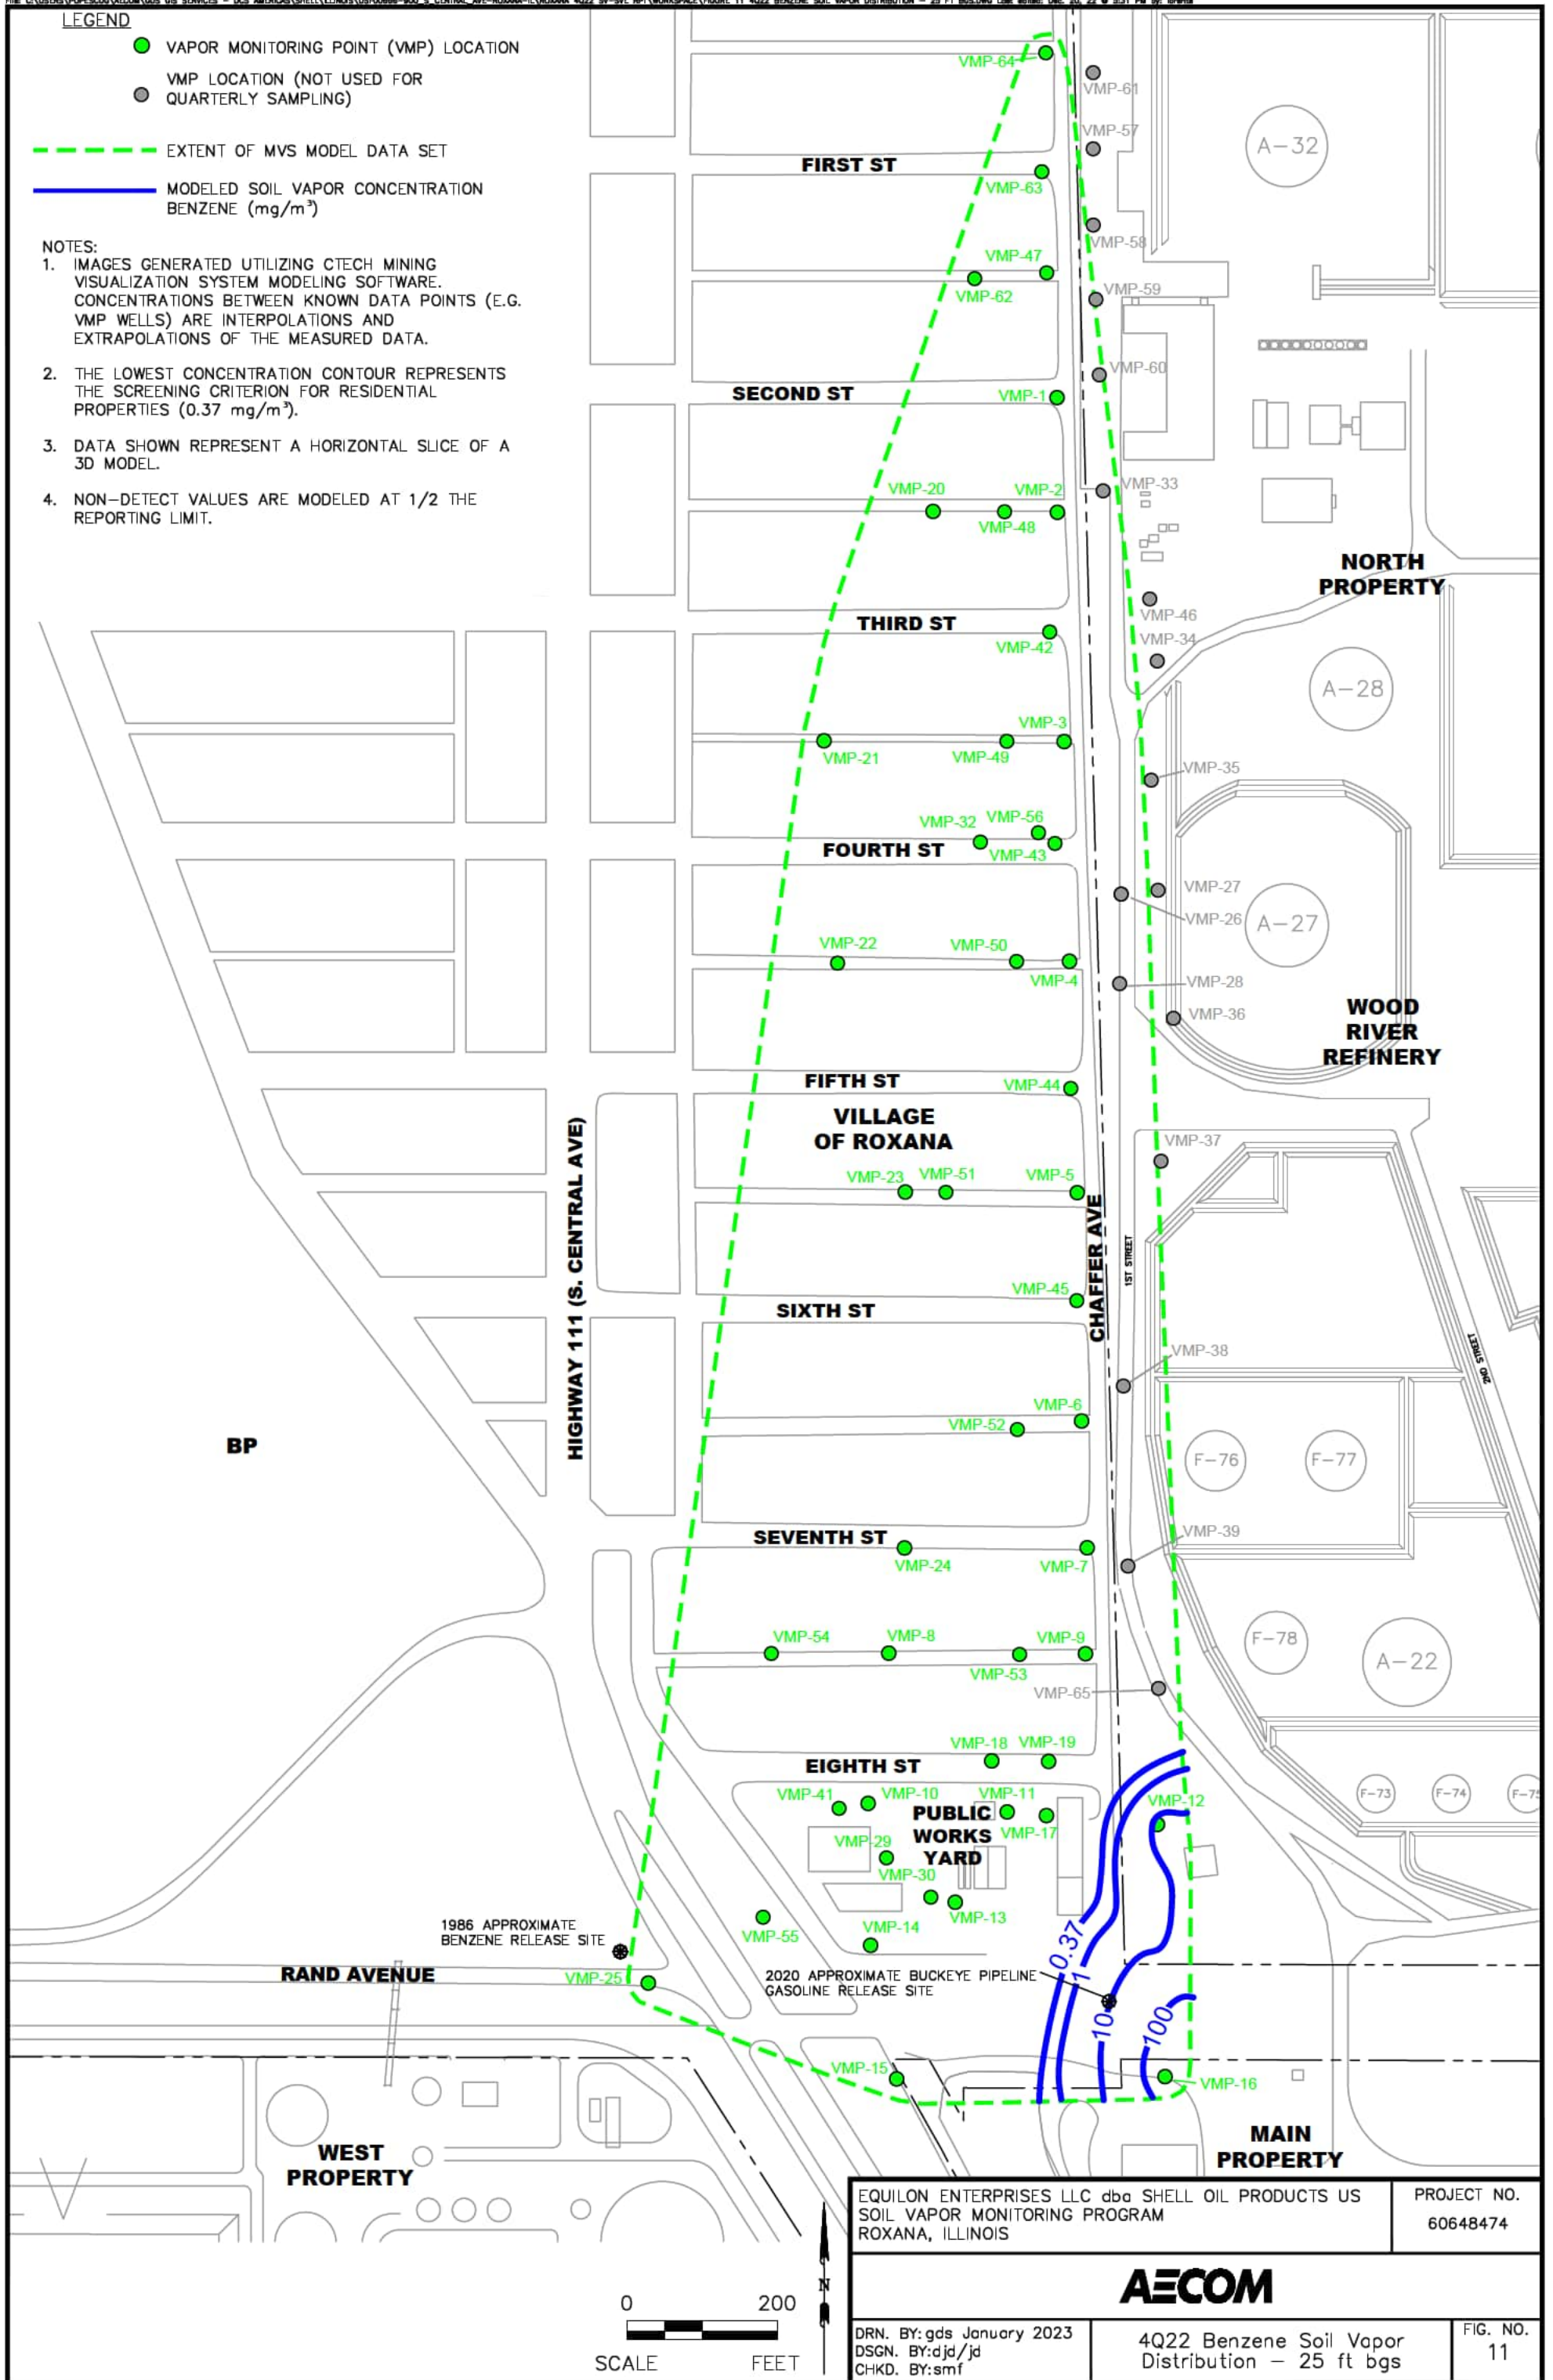 LEGEND
VAPOR MONITORING POINT (VMP) LOCATION
VMP LOCATION (NOT USED FOR
QUARTERLY SAMPLING)
EXTENT OF MVS MODEL DATA SET
MODELED SOIL VAPOR CONCENTRATION
BENZENE (mg/m³)
NOTES:
1. IMAGES GENERATED UTILIZING CTECH MINING
VISUALIZATION SYSTEM MODELING SOFTWARE.
CONCENTRATIONS BETWEEN KNOWN DATA POINTS (E.G.
VMP WELLS) ARE INTERPOLATIONS AND
EXTRAPOLATIONS OF THE MEASURED DATA.
2. THE LOWEST CONCENTRATION CONTOUR REPRESENTS
THE SCREENING CRITERION FOR RESIDENTIAL
PROPERTIES (0.37 mg/m³).
3. DATA SHOWN REPRESENT A HORIZONTAL SLICE OF A
3D MODEL.
4. NON-DETECT VALUES ARE MODELED AT 1/2 THE
REPORTING LIMIT.
VMP-64
VMP-61
VMP-57
A-32
FIRST ST
VMP-63
VMP-58
VMP-47
VMP-62
VMP-59
VMP-60
SECOND ST
VMP-1
VMP-33
VMP-20
VMP-2
VMP-48
NORTH
PROPERTY
VMP-46
THIRD ST
VMP-42
VMP-34
A-28
VMP-3
VMP-21
VMP-49
VMP-35
VMP-32
VMP-56
FOURTH ST
VMP-43
VMP-27
VMP-26
A-27
VMP-22
VMP-50
VMP-4
VMP-28
VMP-36
WOOD
RIVER
REFINERY
FIFTH ST
VMP-44
VILLAGE
OF ROXANA
VMP-37
VMP-23
VMP-51
VMP-5
CHAFFER AVE
1ST STREET
HIGHWAY 111 (S. CENTRAL AVE)
VMP-45
SIXTH ST
VMP-38
2ND STREET
VMP-6
VMP-52
BP
F-76
F-77
SEVENTH ST
VMP-24
VMP-7
VMP-39
VMP-54
VMP-8
VMP-9
VMP-53
VMP-65
F-78
A-22
VMP-18
VMP-19
EIGHTH ST
VMP-41
VMP-10
VMP-11
VMP-12
F-73
F-74
PUBLIC
WORKS
YARD
VMP-17
VMP-29
VMP-30
VMP-13
VMP-14
VMP-55
1986 APPROXIMATE
BENZENE RELEASE SITE
RAND AVENUE
VMP-25
2020 APPROXIMATE BUCKEYE PIPELINE
GASOLINE RELEASE SITE
0.37
1
10
100
VMP-15
VMP-16
WEST
PROPERTY
MAIN
PROPERTY
EQUILON ENTERPRISES LLC dba SHELL OIL PRODUCTS US
SOIL VAPOR MONITORING PROGRAM
ROXANA, ILLINOIS
PROJECT NO.
60648474
AECOM
N
0 200
SCALE FEET
DRN. BY: gds January 2023
DSGN. BY:djd/jd
CHKD. BY:smf
4Q22 Benzene Soil Vapor
Distribution - 25 ft bgs
FIG. NO.
11